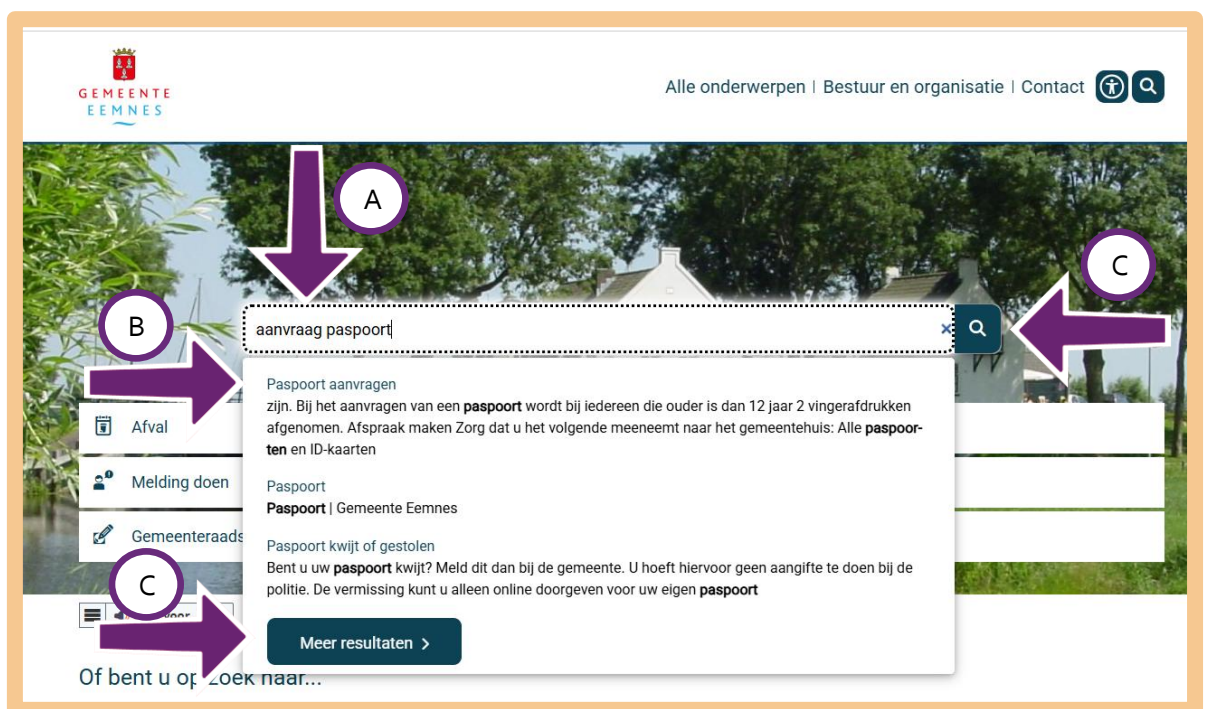 GEMEENTE
EEMNES
Alle onderwerpen | Bestuur en organisatie | Contact
A
C
B
aanvraag paspoort
×
Paspoort aanvragen
zijn. Bij het aanvragen van een paspoort wordt bij iedereen die ouder is dan 12 jaar 2 vingerafdrukken
afgenomen. Afspraak maken Zorg dat u het volgende meeneemt naar het gemeentehuis: Alle paspoor-
ten en ID-kaarten
Afval
Melding doen
Paspoort
Paspoort | Gemeente Eemnes
Gemeenteraads
Paspoort kwijt of gestolen
Bent u uw paspoort kwijt? Meld dit dan bij de gemeente. U hoeft hiervoor geen aangifte te doen bij de
politie. De vermissing kunt u alleen online doorgeven voor uw eigen paspoort
C
Meer resultaten >
Of bent u op zoek naar...